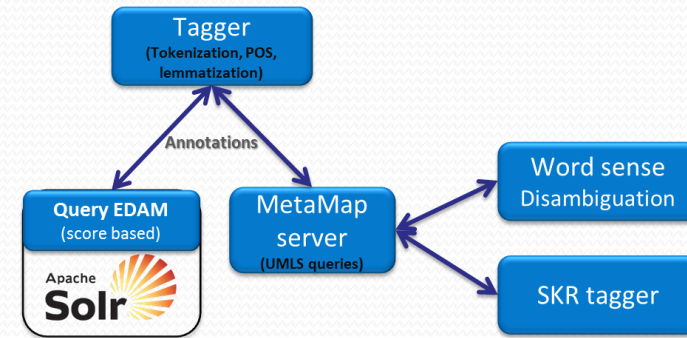 Tagger
(Tokenization, POS,
lemmatization)
Annotations
Query EDAM
(score based)
Apache
Solr
MetaMap
server
(UMLS queries)
Word sense
Disambiguation
SKR tagger